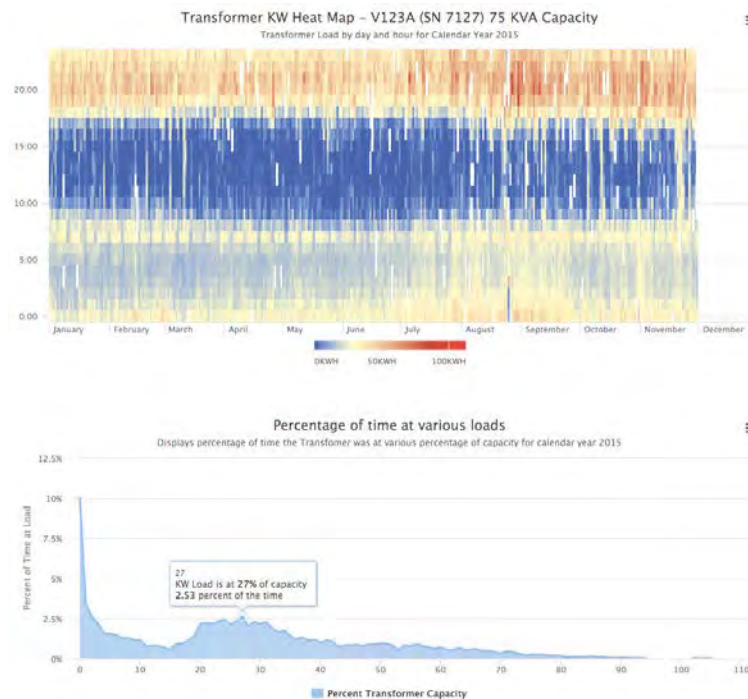 Transformer KW Heat Map - V123A (SN 7127) 75 KVA Capacity
Transformer Load by day and hour for Calendar Year 2015
20.00
15:00
10:00
5:00
0:00
January February March April May June July August September October November December
0KWH 50KWH 100KWH
Percentage of time at various loads
Displays percentage of time the Transfomer was at various percentage of capacity for calendar year 2015
Percent of Time at Load
12.5%
10%
7.5%
5%
2.5%
0%
27
KW Load is at 27% of capacity
2.53 percent of the time
0 10 20 30 40 50 60 70 80 90 100 110
Percent Transformer Capacity